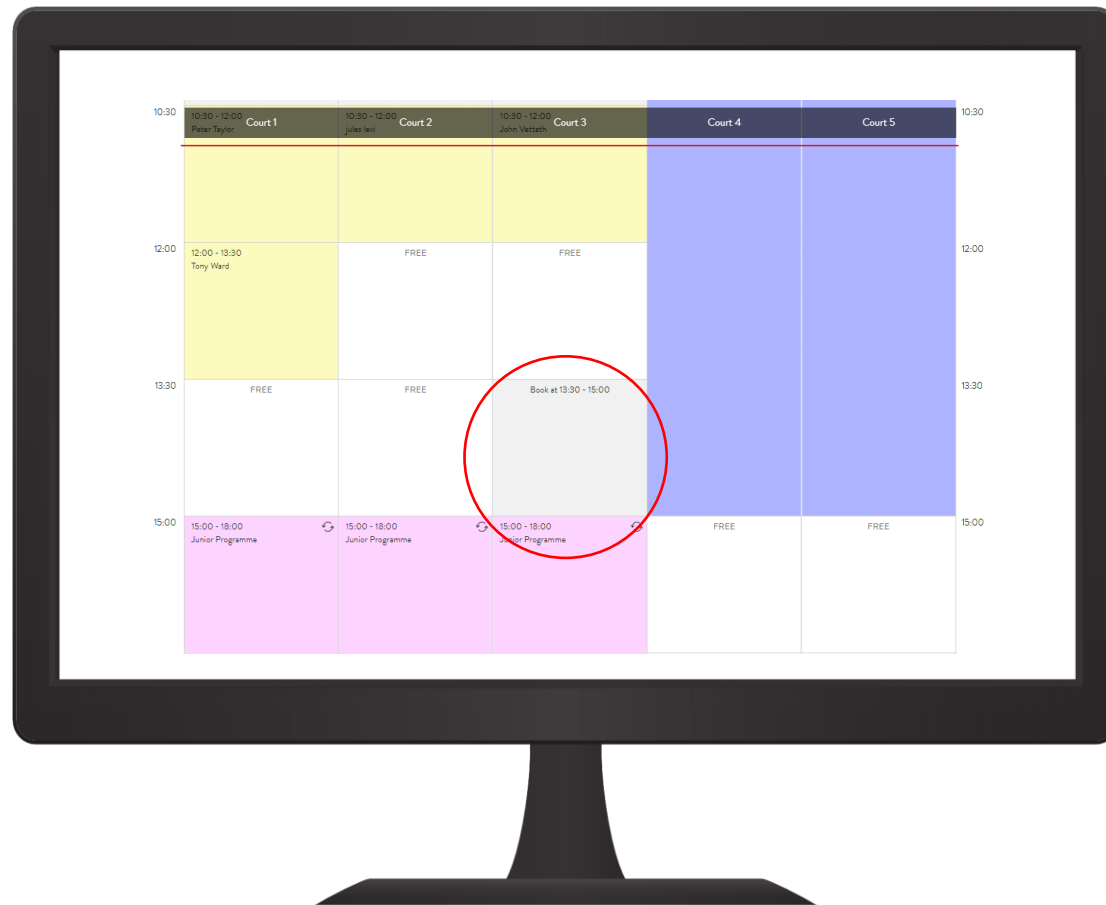 10:30
10:30 - 12:00
Peter Taylor
Court 1
10:30 - 12:00
jules levi
Court 2
10:30 - 12:00
John Vettath
Court 3
Court 4
Court 5
10:30
12:00
12:00 - 13:30
Tony Ward
FREE
FREE
12:00
13:30
FREE
FREE
Book at 13:30 - 15:00
13:30
15:00
15:00 - 18:00
Junior Programme
15:00 - 18:00
Junior Programme
15:00 - 18:00
Junior Programme
FREE
FREE
15:00